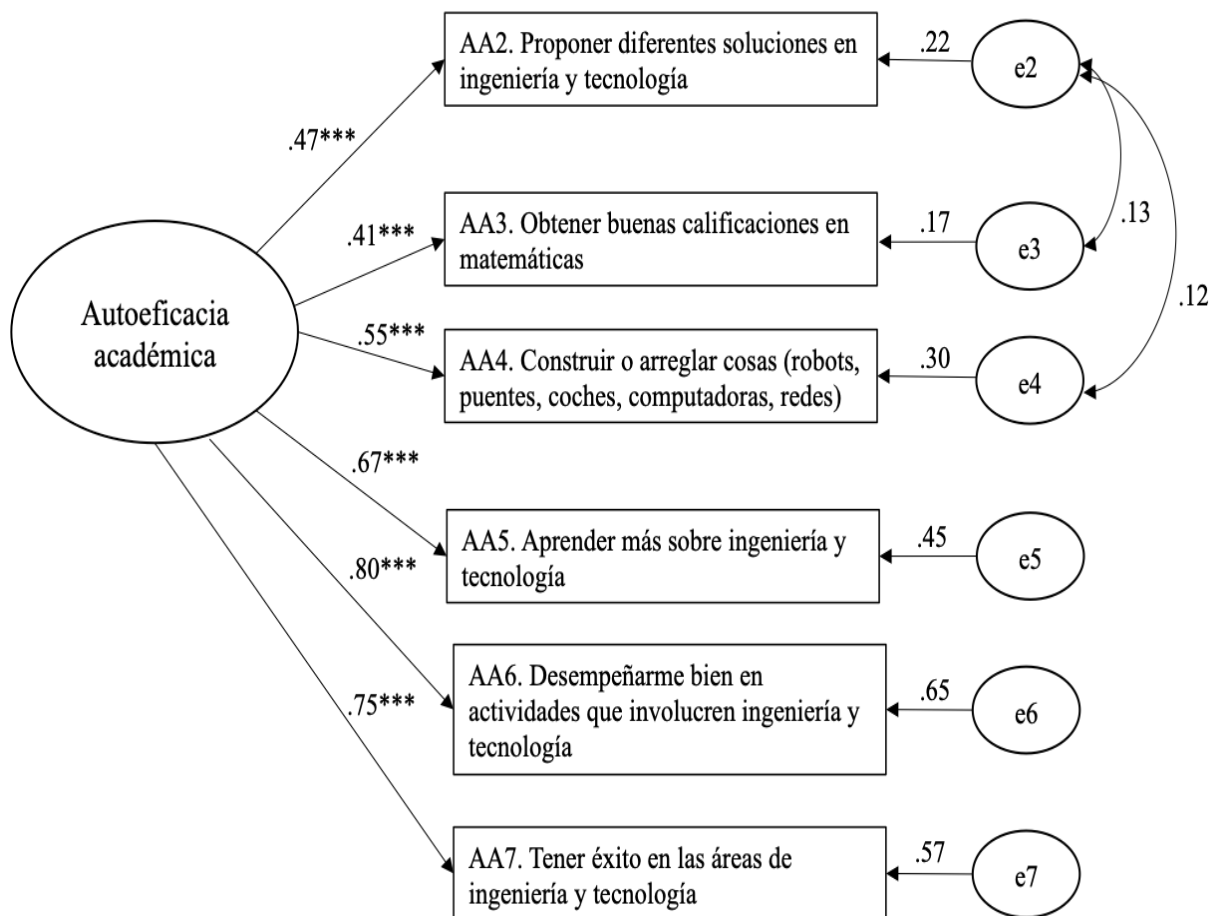 AA2. Proponer diferentes soluciones en
ingeniería y tecnología
.22
e2
.47***
AA3. Obtener buenas calificaciones en
matemáticas
.17
e3
.13
.41***
.12
Autoeficacia
académica
.55***
AA4. Construir o arreglar cosas (robots,
puentes, coches, computadoras, redes)
.30
e4
.67***
AA5. Aprender más sobre ingeniería y
tecnología
.45
e5
.80***
AA6. Desempeñarme bien en
actividades que involucren ingeniería y
tecnología
.65
e6
.75***
AA7. Tener éxito en las áreas de
ingeniería y tecnología
.57
e7